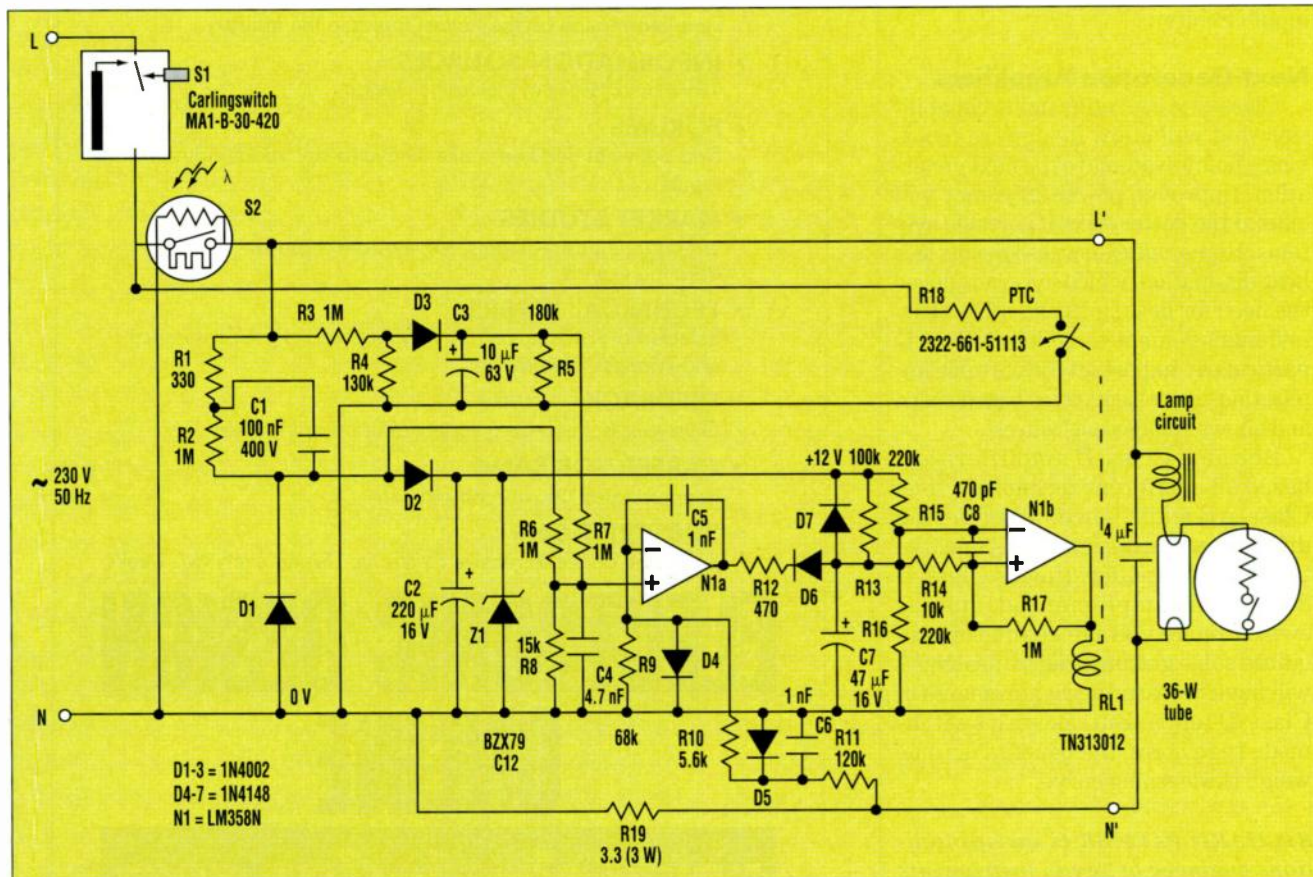 L
S1
Carlingswitch
MA1-B-30-420
λ
S2
L'
R3 1M
D3
C3
180k
R18
PTC
2322-661-51113
R1
330
R4
130k
10 µF
63 V
R5
C1
100 nF
400 V
R2
1M
Lamp
circuit
~ 230 V
50 Hz
D2
+12 V
100k
220k
470 pF
N1b
C5
1 nF
D7
R15
C8
4 µF
R6
1M
R7
1M
−
+
N1a
−
+
R12
470
D6
R13
R14
10k
R17
1M
D1
C2
220 µF
16 V
Z1
15k
R8
R9
D4
R16
220k
C4
4.7 nF
C7
47 µF
16 V
RL1
36-W
tube
N
0 V
BZX79
C12
68k
R10
5.6k
1 nF
C6
R11
120k
D5
TN313012
D1-3 = 1N4002
D4-7 = 1N4148
N1 = LM358N
R19
3.3 (3 W)
N'